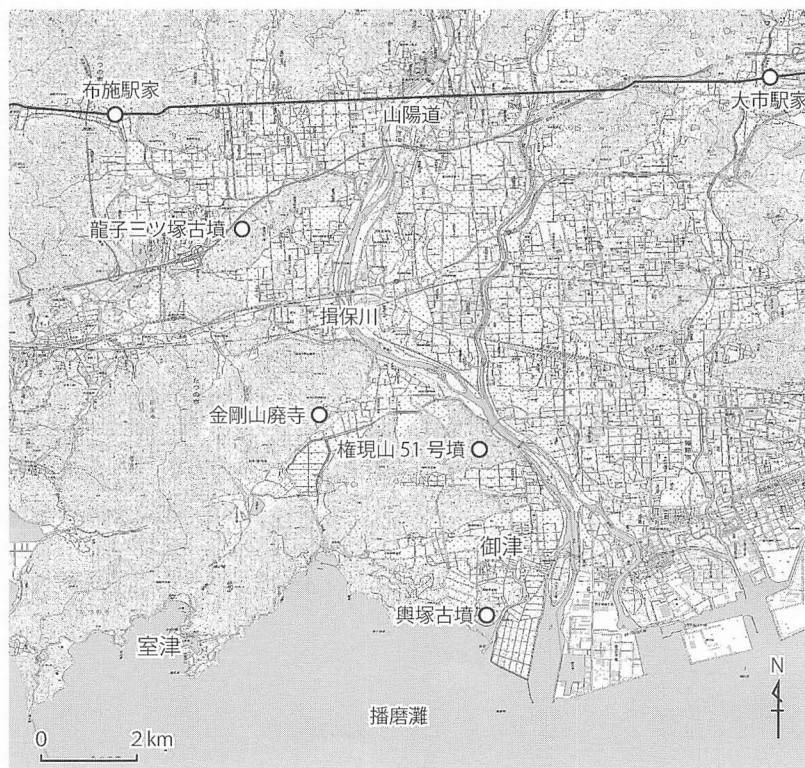 布施駅家
大市駅家
山陽道
龍子三ツ塚古墳
揖保川
金剛山廃寺
権現山 51 号墳
御津
輿塚古墳
室津
播磨灘
N
0 2 km